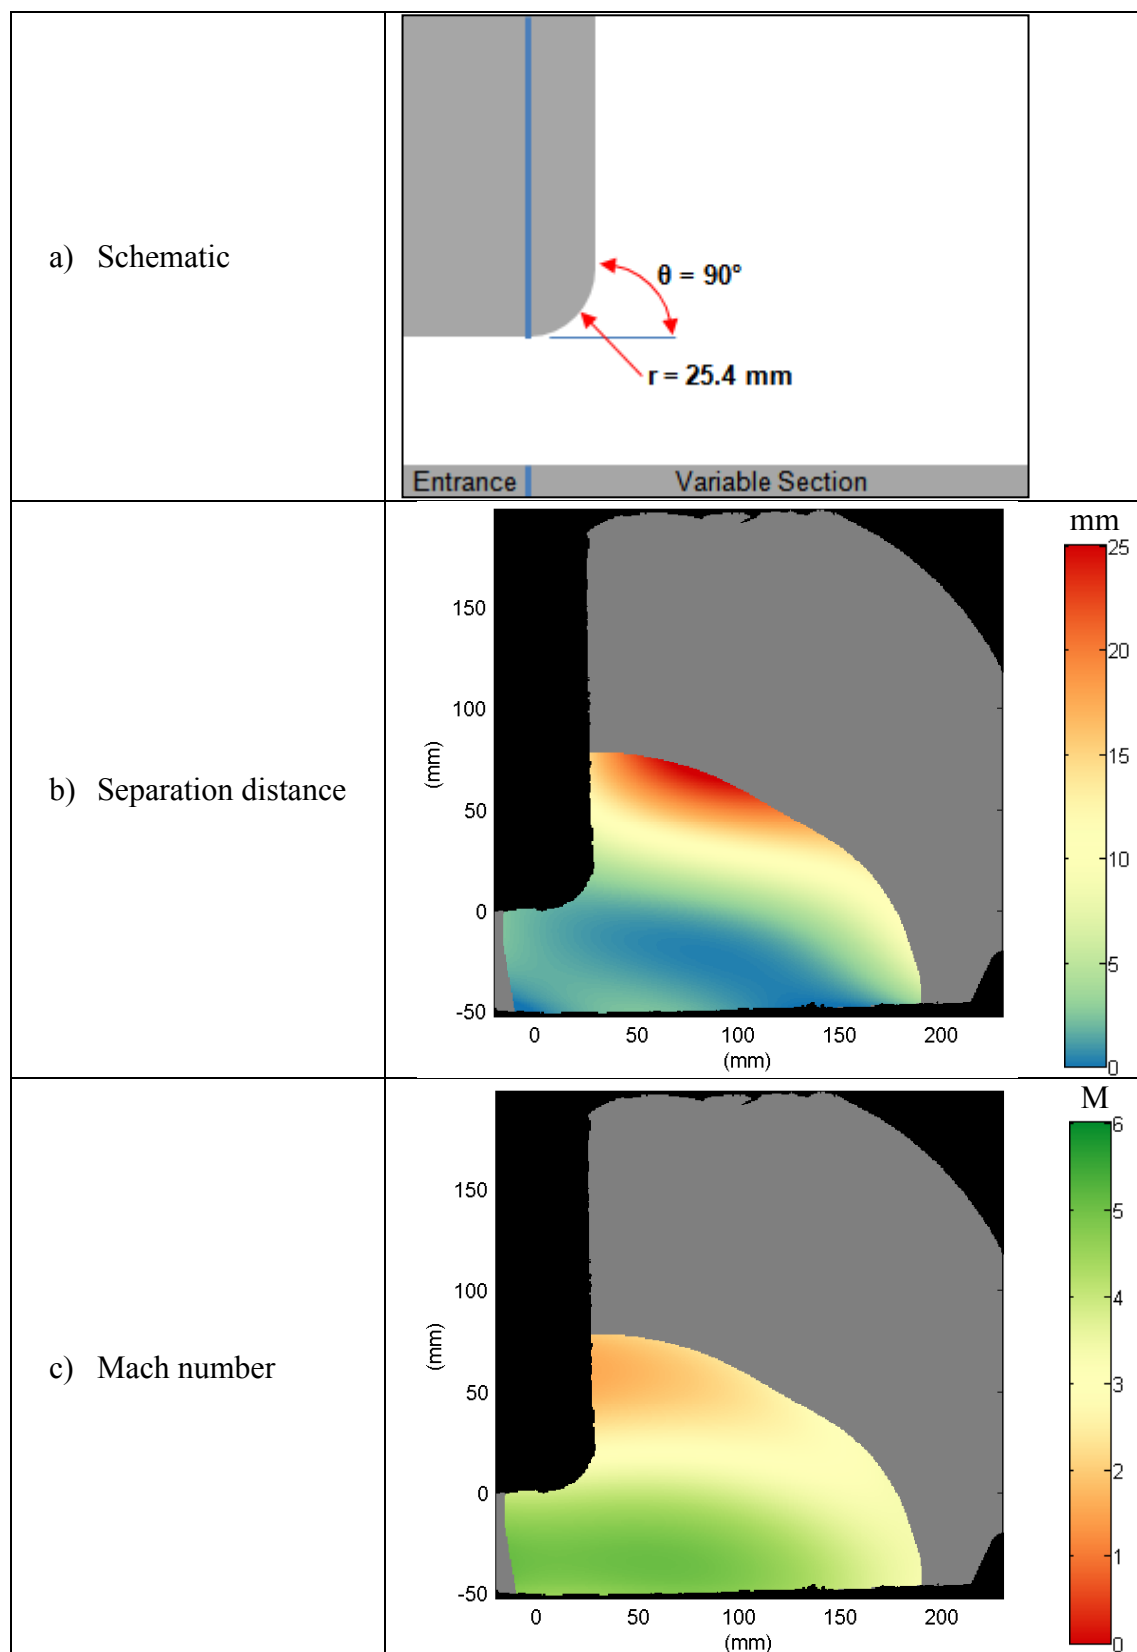 a) Schematic
θ = 90°
r = 25.4 mm
Entrance
Variable Section
b) Separation distance
mm
25
20
15
10
5
0
150
100
50
0
-50
(mm)
0 50 100 150 200
(mm)
c) Mach number
M
6
5
4
3
2
1
0
150
100
50
0
-50
(mm)
0 50 100 150 200
(mm)